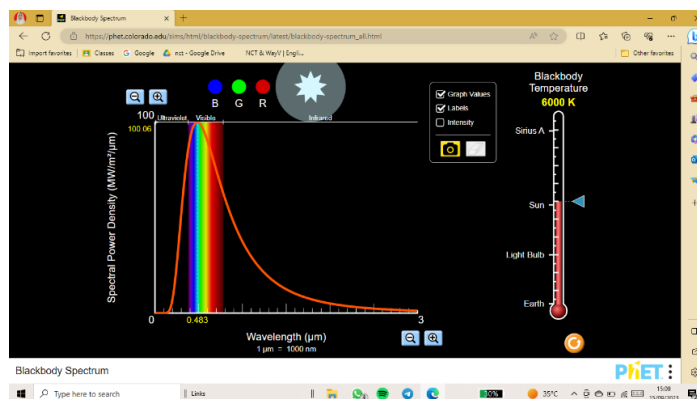 Blackbody Spectrum
https://phet.colorado.edu/sims/html/blackbody-spectrum/latest/blackbody-spectrum_all.html
Import favorites
Classes
Google
nct - Google Drive
NCT & WayV | Engli...
Other favorites
B G R
100
100.06
Ultraviolet
Visible
Infrared
Spectral Power Density (MW/m²/μm)
0
0.483
3
Wavelength (μm)
1 μm = 1000 nm
Graph Values
Labels
Intensity
Blackbody
Temperature
6000 K
Sirius A
Sun
Light Bulb
Earth
Blackbody Spectrum
PhET
Type here to search
Links
35°C
15:09